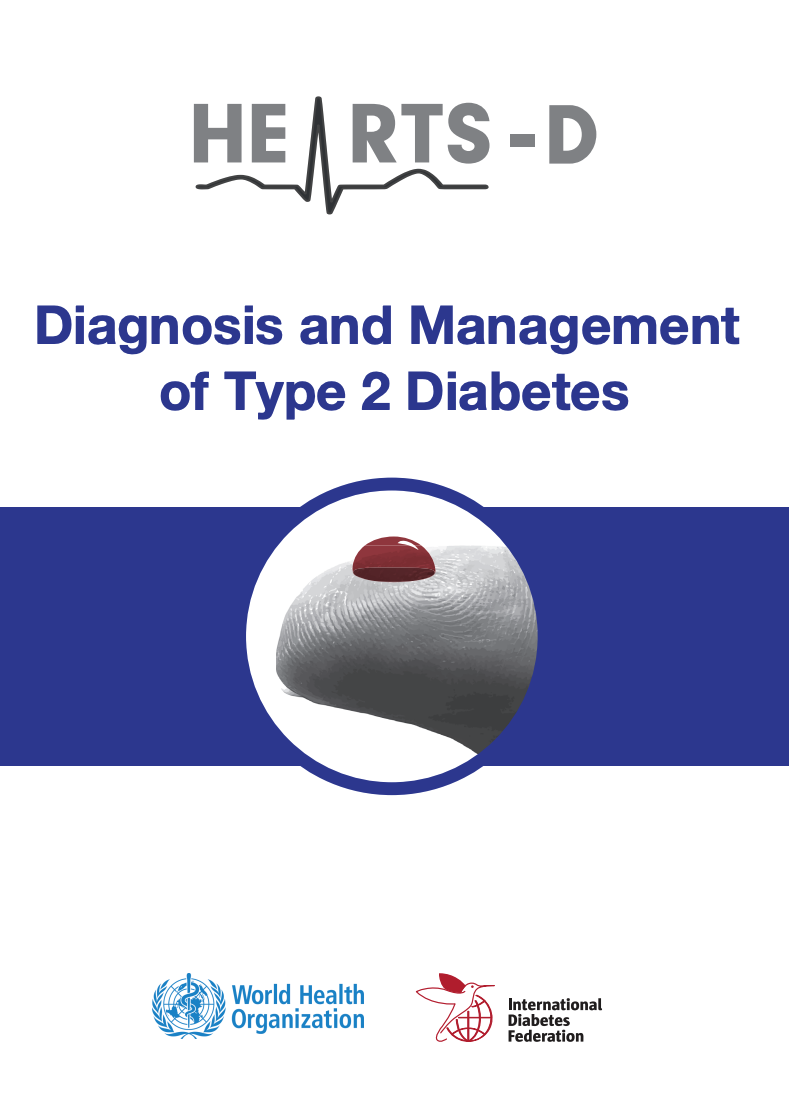 HEARTS - D
Diagnosis and Management
of Type 2 Diabetes
World Health
Organization
International
Diabetes
Federation